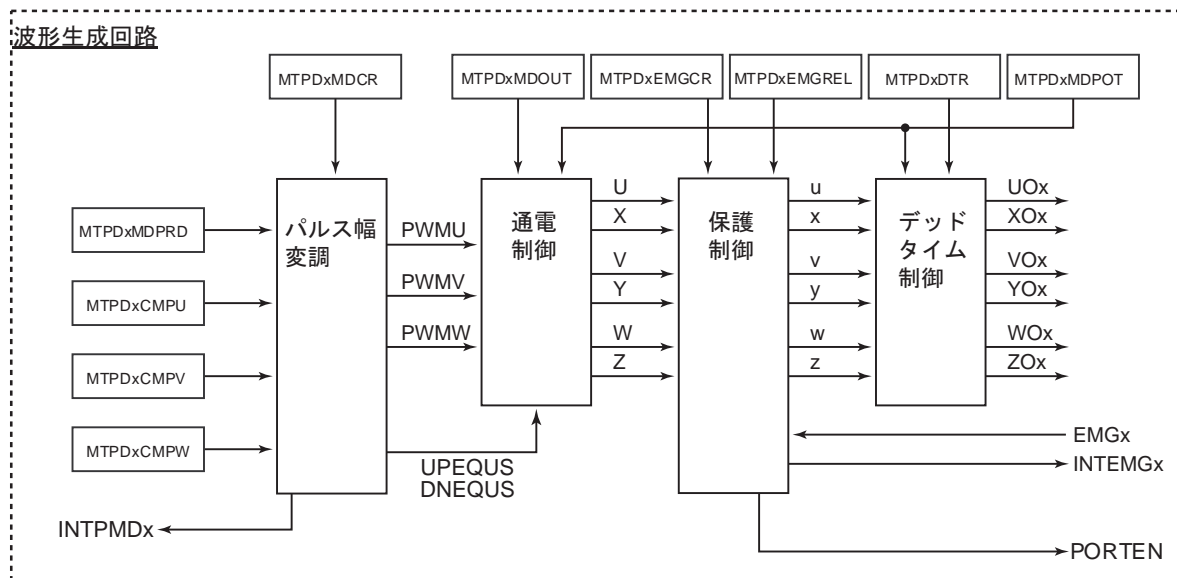 波形生成回路
MTPDxMDCR
MTPDxMDOUT
MTPDxEMGCR
MTPDxEMGREL
MTPDxDTR
MTPDxMDPOT
MTPDxMDPRD
MTPDxCMPU
MTPDxCMPV
MTPDxCMPW
パルス幅
変調
PWMU
PWMV
PWMW
UPEQUS
DNEQUS
INTPMDx
通電
制御
U
X
V
Y
W
Z
保護
制御
u
x
v
y
w
z
デッド
タイム
制御
UOx
XOx
VOx
YOx
WOx
ZOx
EMGx
INTEMGx
PORTEN